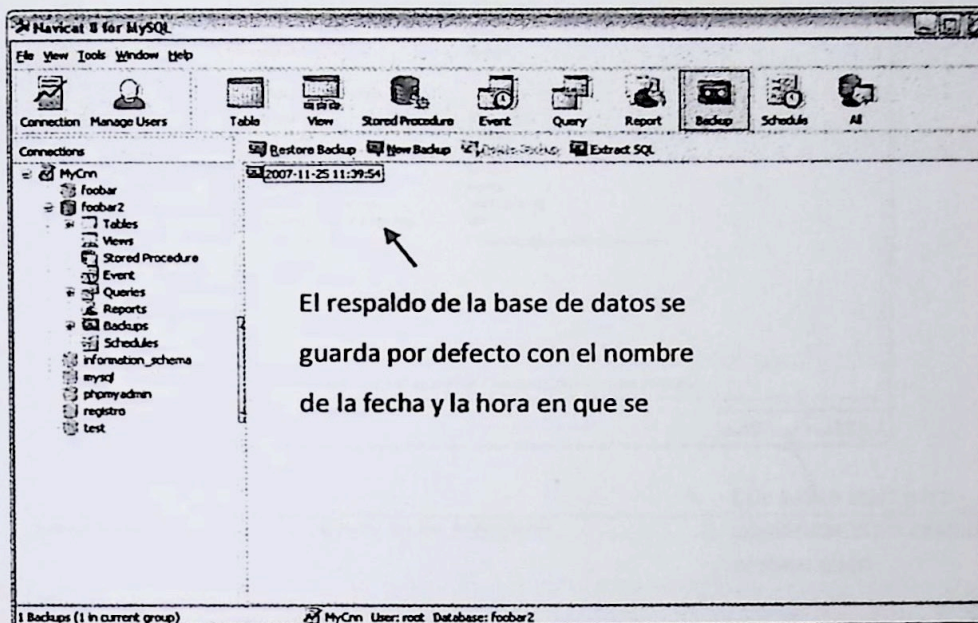 Navicat 8 for MySQL
File View Tools Window Help
Connection Manage Users Table View Stored Procedure Event Query Report Backup Schedule All
Connections
Restore Backup New Backup Delete Backup Extract SQL
MyCnn
foobar
foobar2
Tables
Views
Stored Procedure
Event
Queries
Reports
Backups
Schedules
information_schema
mysql
phpmyadmin
registro
test
2007-11-25 11:39:54
El respaldo de la base de datos se
guarda por defecto con el nombre
de la fecha y la hora en que se
1 Backups (1 in current group) MyCnn User: root Database: foobar2